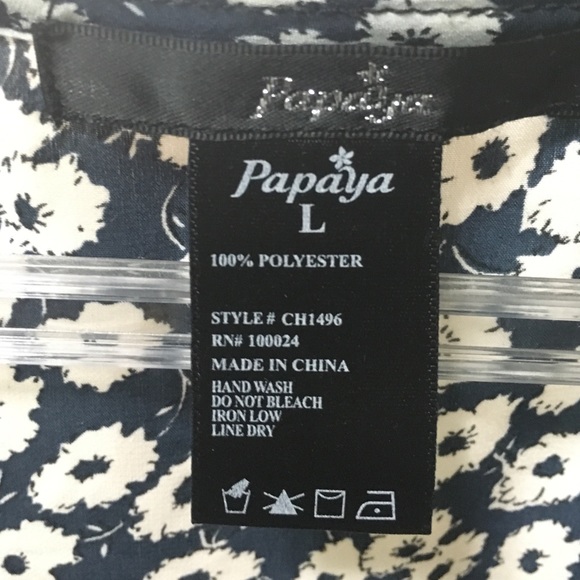 Papaya
Papaya
L
100% POLYESTER
STYLE# CH1496
RN# 100024
MADE IN CHINA
HAND WASH
DO NOT BLEACH
IRON LOW
LINE DRY